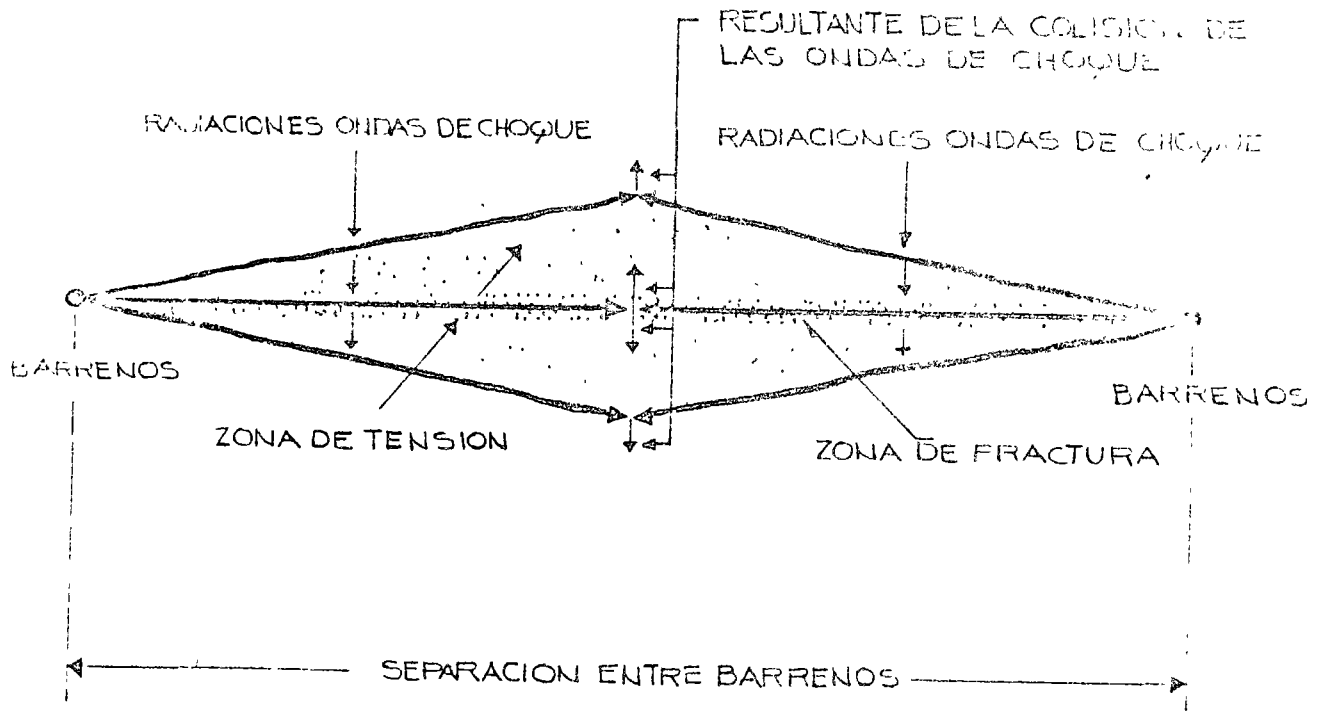 RESULTANTE DE LA COLISION DE
LAS ONDAS DE CHOQUE
RADIACIONES ONDAS DE CHOQUE
RADIACIONES ONDAS DE CHOQUE
BARRENOS
BARRENOS
ZONA DE TENSION
ZONA DE FRACTURA
SEPARACION ENTRE BARRENOS